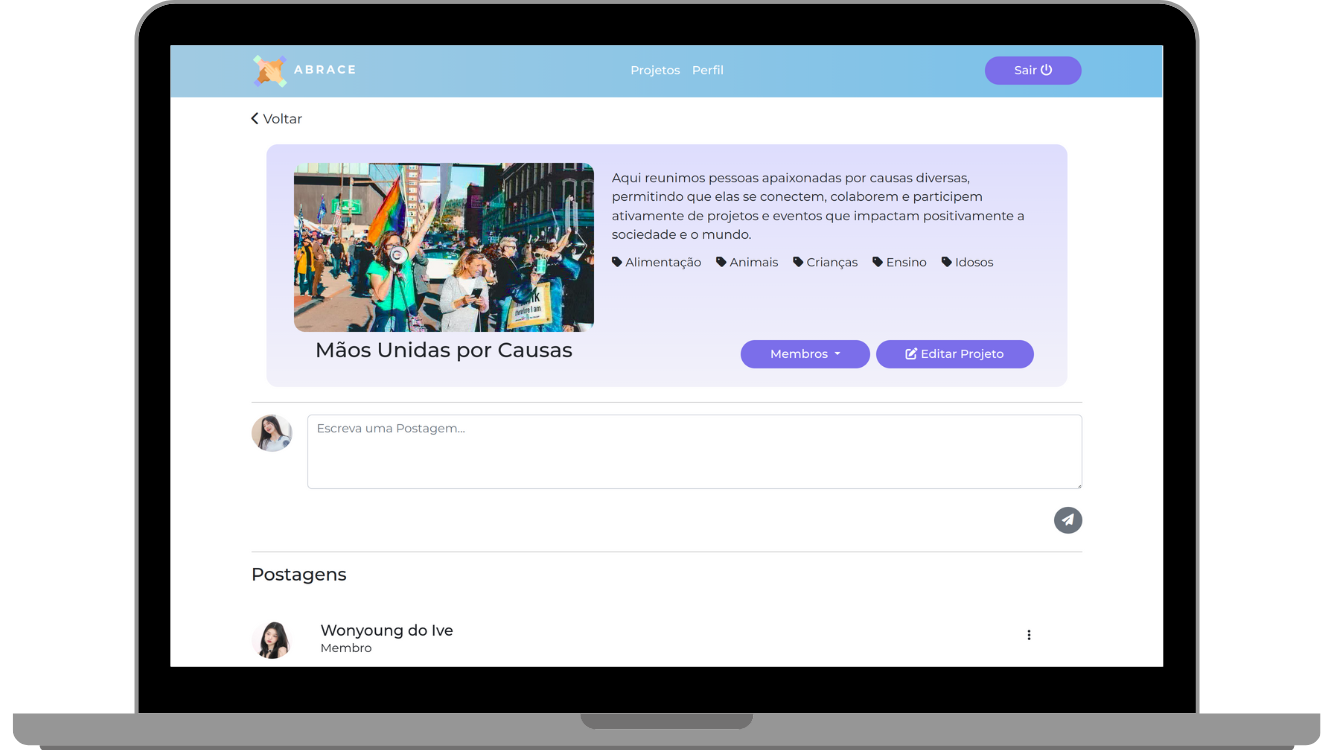 ABRACE
Projetos Perfil
Sair
Voltar
Aqui reunimos pessoas apaixonadas por causas diversas,
permitindo que elas se conectem, colaborem e participem
ativamente de projetos e eventos que impactam positivamente a
sociedade e o mundo.
Alimentação Animais Crianças Ensino Idosos
therefore I am
Mãos Unidas por Causas
Membros Editar Projeto
Escreva uma Postagem...
Postagens
Wonyoung do Ive
Membro